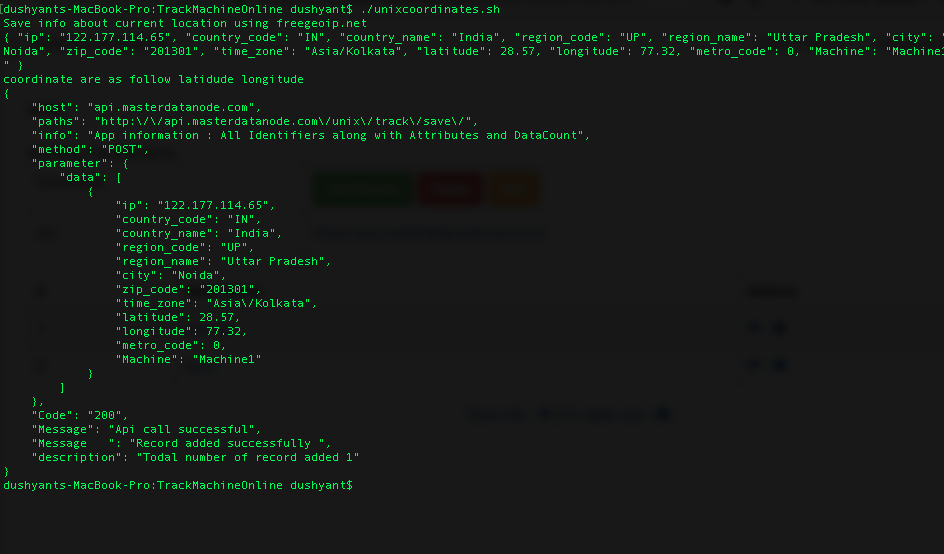 [dushyants-MacBook-Pro:TrackMachineOnline dushyant$ ./unixcoordinates.sh
Save info about current location using freegeoip.net
{ "ip": "122.177.114.65", "country_code": "IN", "country_name": "India", "region_code": "UP", "region_name": "Uttar Pradesh", "city": "
Noida", "zip_code": "201301", "time_zone": "Asia/Kolkata", "latitude": 28.57, "longitude": 77.32, "metro_code": 0, "Machine": "Machine1
" }
coordinate are as follow latidude longitude
{
    "host": "api.masterdatanode.com",
    "paths": "http:\/\/api.masterdatanode.com\/unix\/track\/save\/",
    "info": "App information : All Identifiers along with Attributes and DataCount",
    "method": "POST",
    "parameter": {
        "data": [
            {
                "ip": "122.177.114.65",
                "country_code": "IN",
                "country_name": "India",
                "region_code": "UP",
                "region_name": "Uttar Pradesh",
                "city": "Noida",
                "zip_code": "201301",
                "time_zone": "Asia\/Kolkata",
                "latitude": 28.57,
                "longitude": 77.32,
                "metro_code": 0,
                "Machine": "Machine1"
            }
        ]
    },
    "Code": "200",
    "Message": "Api call successful",
    "Message   ": "Record added successfully ",
    "description": "Todal number of record added 1"
}
dushyants-MacBook-Pro:TrackMachineOnline dushyant$